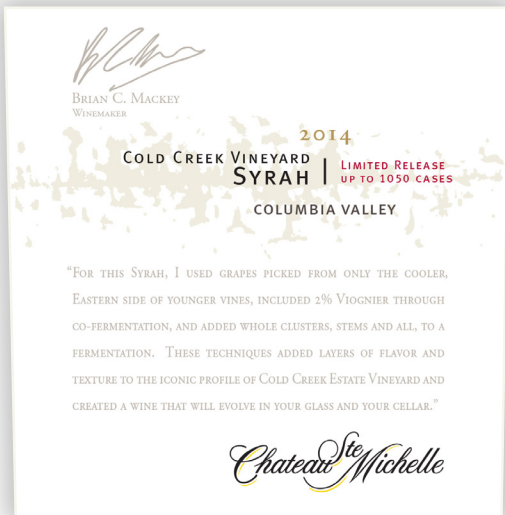 Brian C. Mackey
Winemaker
2014
Cold Creek Vineyard
Syrah | Limited Release
up to 1050 cases
Columbia Valley
“For this Syrah, I used grapes picked from only the cooler,
Eastern side of younger vines, included 2% Viognier through
co-fermentation, and added whole clusters, stems and all, to a
fermentation. These techniques added layers of flavor and
texture to the iconic profile of Cold Creek Estate Vineyard and
created a wine that will evolve in your glass and your cellar.”
Chateau Ste Michelle